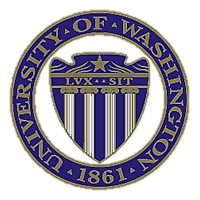 UNIVERSITY · OF · WASHINGTON
· 1861 ·
LVX · SIT